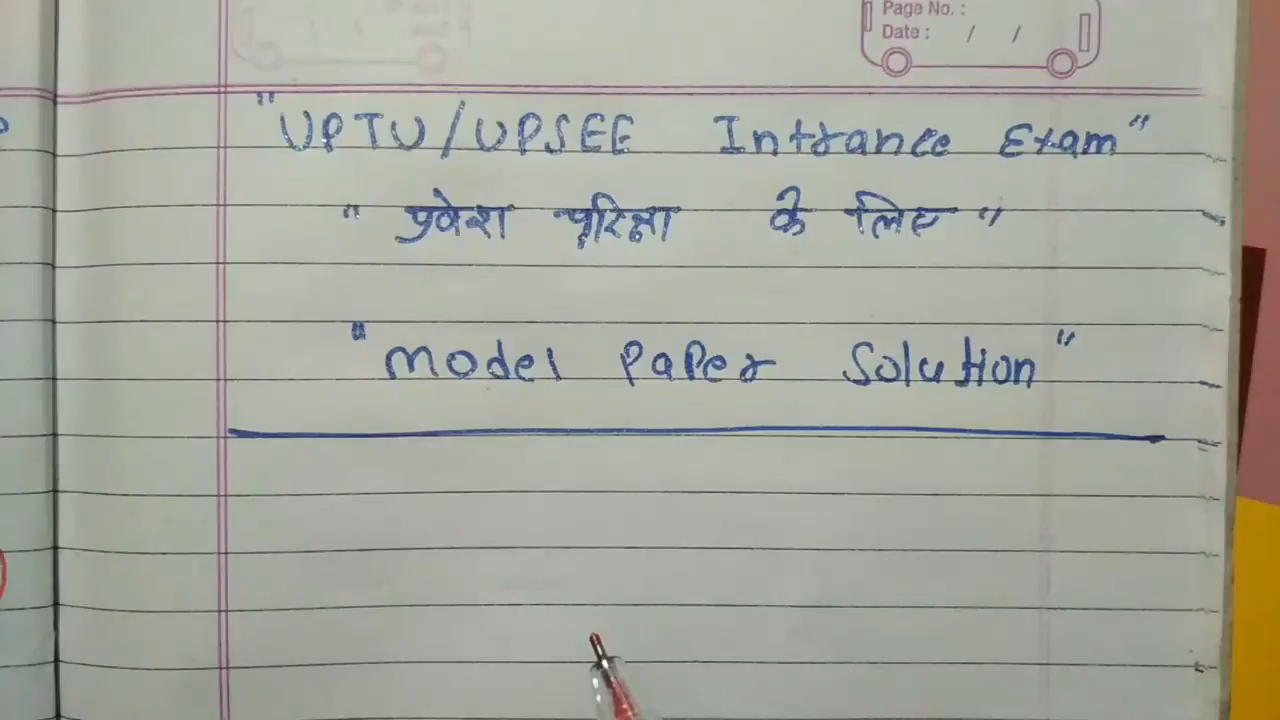 Page No. :
Date : / /
"UPTU/UPSEE Intrance Exam"
"प्रवेश परिक्षा के लिए"
"Model Paper Solution"